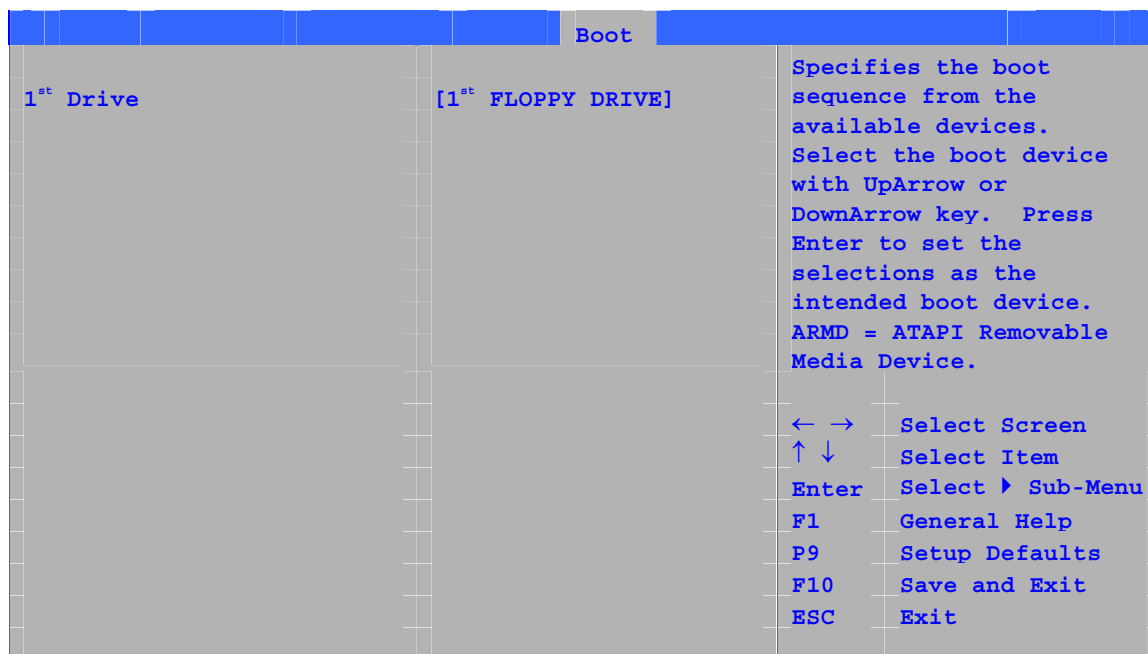 Boot
1st Drive [1st FLOPPY DRIVE]
Specifies the boot
sequence from the
available devices.
Select the boot device
with UpArrow or
DownArrow key. Press
Enter to set the
selections as the
intended boot device.
ARMD = ATAPI Removable
Media Device.
← → Select Screen
↑ ↓ Select Item
Enter Select ▶ Sub-Menu
F1 General Help
P9 Setup Defaults
F10 Save and Exit
ESC Exit